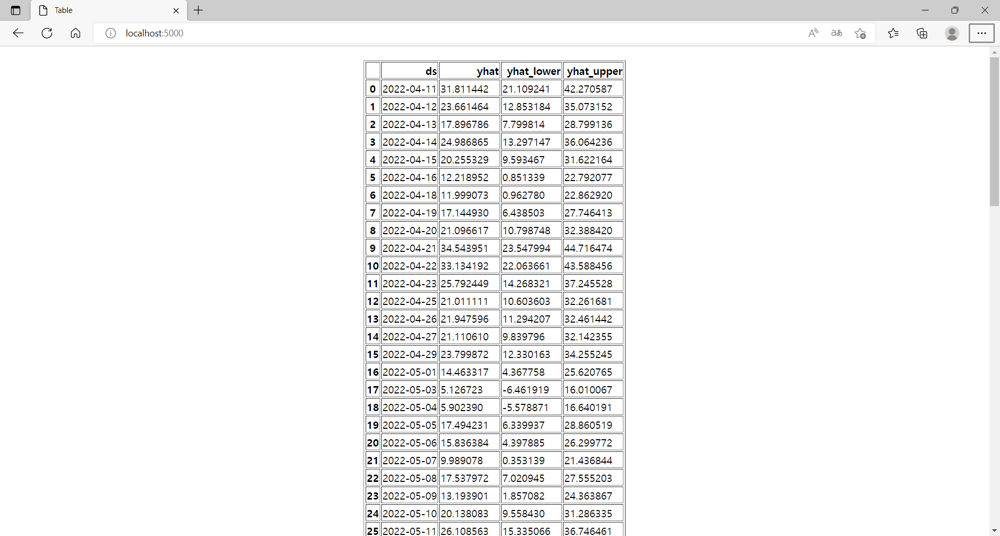 Table
localhost:5000
A aあ
ds yhat yhat_lower yhat_upper
0 2022-04-11 31.811442 21.109241 42.270587
1 2022-04-12 23.661464 12.853184 35.073152
2 2022-04-13 17.896786 7.799814 28.799136
3 2022-04-14 24.986865 13.297147 36.064236
4 2022-04-15 20.255329 9.593467 31.622164
5 2022-04-16 12.218952 0.851339 22.792077
6 2022-04-18 11.999073 0.962780 22.862920
7 2022-04-19 17.144930 6.438503 27.746413
8 2022-04-20 21.096617 10.798748 32.388420
9 2022-04-21 34.543951 23.547994 44.716474
10 2022-04-22 33.134192 22.063661 43.588456
11 2022-04-23 25.792449 14.268321 37.245528
12 2022-04-25 21.011111 10.603603 32.261681
13 2022-04-26 21.947596 11.294207 32.461442
14 2022-04-27 21.110610 9.839796 32.142355
15 2022-04-29 23.799872 12.330163 34.255245
16 2022-05-01 14.463317 4.367758 25.620765
17 2022-05-03 5.126723 -6.461919 16.010067
18 2022-05-04 5.902390 -5.578871 16.640191
19 2022-05-05 17.494231 6.339937 28.860519
20 2022-05-06 15.836384 4.397885 26.299772
21 2022-05-07 9.989078 0.353139 21.436844
22 2022-05-08 17.537972 7.020945 27.555203
23 2022-05-09 13.193901 1.857082 24.363867
24 2022-05-10 20.138083 9.558430 31.286335
25 2022-05-11 26.108563 15.335066 36.746461